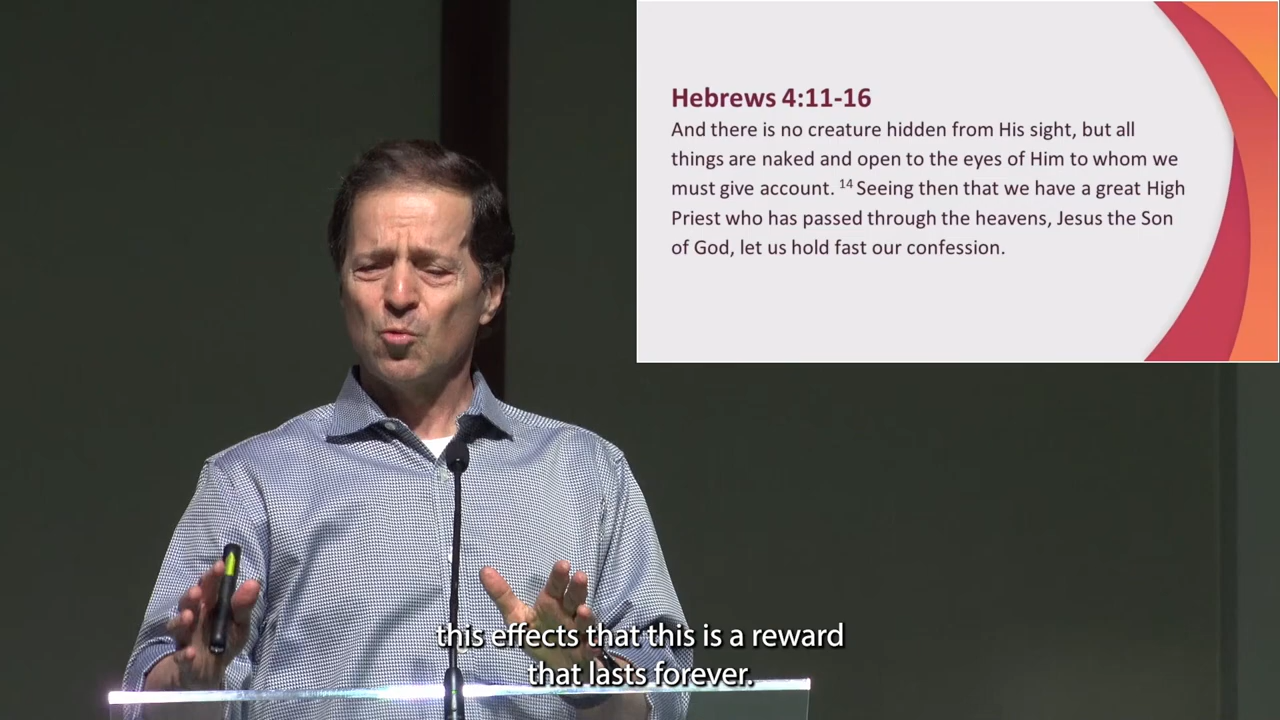 Hebrews 4:11-16
And there is no creature hidden from His sight, but all
things are naked and open to the eyes of Him to whom we
must give account. 14 Seeing then that we have a great High
Priest who has passed through the heavens, Jesus the Son
of God, let us hold fast our confession.
this effects that this is a reward
that lasts forever.